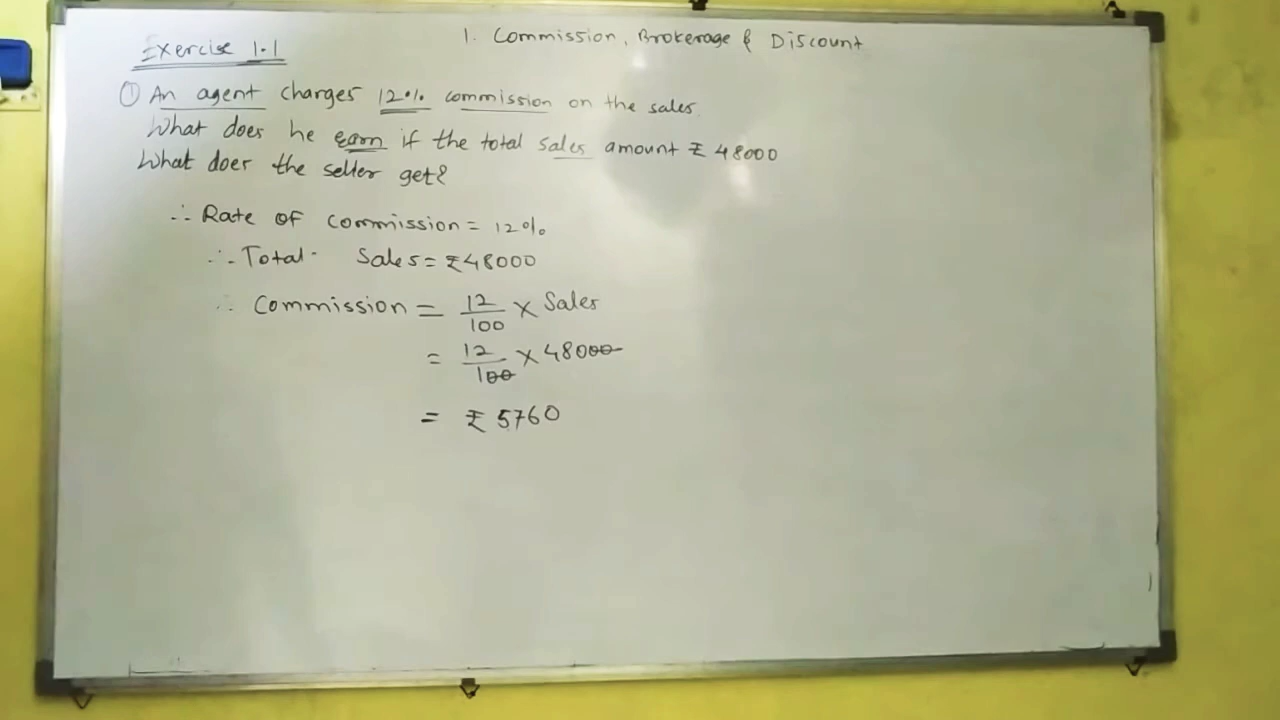 1. Commission, Brokerage & Discount
Exercise 1.1
① An agent charges 12% commission on the sales.
What does he earn if the total sales amount ₹ 48000
What does the seller get?
∴ Rate of commission = 12%
∴ Total Sales = ₹48000
∴ Commission = 12/100 × Sales
= 12/100 × 48000
= ₹ 5760